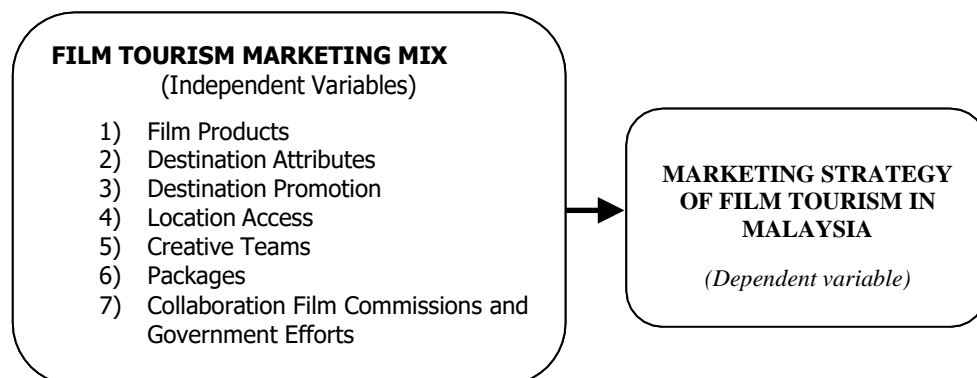 FILM TOURISM MARKETING MIX
(Independent Variables)
1) Film Products
2) Destination Attributes
3) Destination Promotion
4) Location Access
5) Creative Teams
6) Packages
7) Collaboration Film Commissions and
Government Efforts
MARKETING STRATEGY
OF FILM TOURISM IN
MALAYSIA
(Dependent variable)